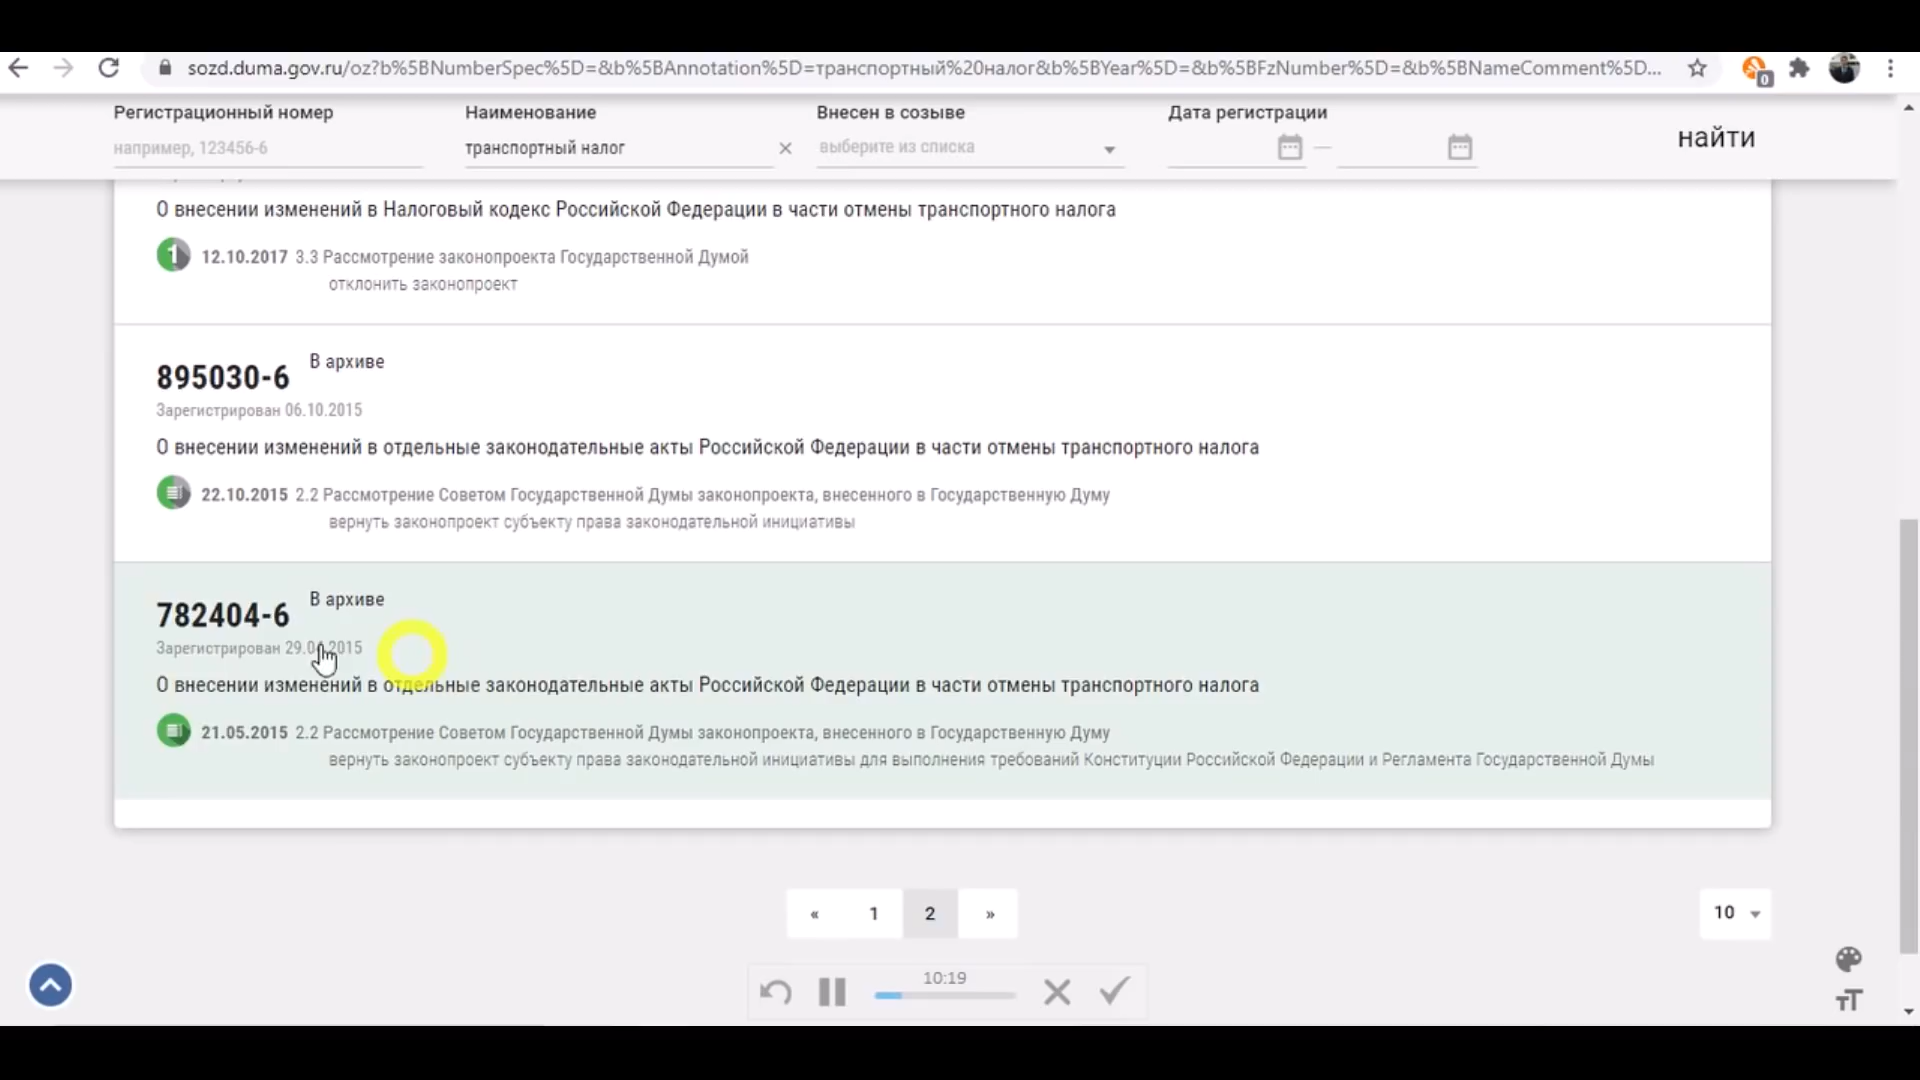 sozd.duma.gov.ru/oz?b%5BNumberSpec%5D=&b%5BAnnotation%5D=транспортный%20налог&b%5BYear%5D=&b%5BFzNumber%5D=&b%5BNameComment%5D...
0
Регистрационный номер
Наименование
Внесен в созыве
Дата регистрации
например, 123456-6
транспортный налог
выберите из списка
—
найти
О внесении изменений в Налоговый кодекс Российской Федерации в части отмены транспортного налога
1 12.10.2017 3.3 Рассмотрение законопроекта Государственной Думой
отклонить законопроект
895030-6 В архиве
Зарегистрирован 06.10.2015
О внесении изменений в отдельные законодательные акты Российской Федерации в части отмены транспортного налога
22.10.2015 2.2 Рассмотрение Советом Государственной Думы законопроекта, внесенного в Государственную Думу
вернуть законопроект субъекту права законодательной инициативы
782404-6 В архиве
Зарегистрирован 29.04.2015
О внесении изменений в отдельные законодательные акты Российской Федерации в части отмены транспортного налога
21.05.2015 2.2 Рассмотрение Советом Государственной Думы законопроекта, внесенного в Государственную Думу
вернуть законопроект субъекту права законодательной инициативы для выполнения требований Конституции Российской Федерации и Регламента Государственной Думы
« 1 2 »
10
10:19
тТ